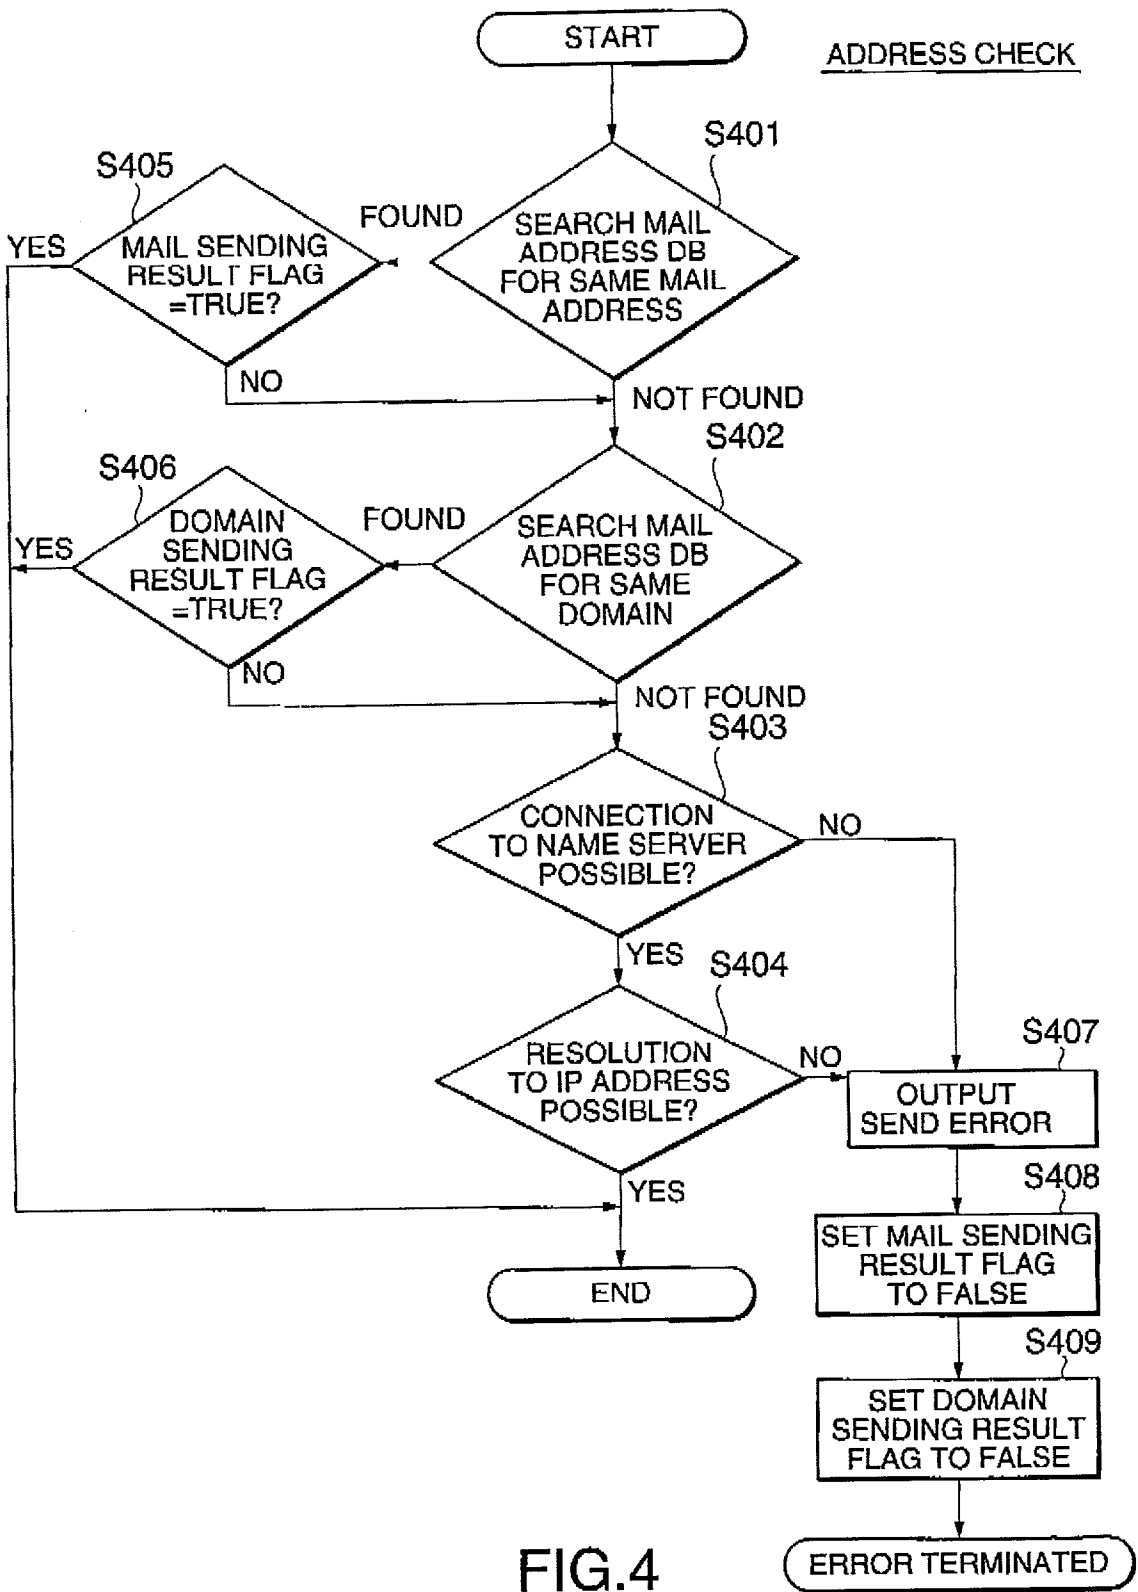 START
ADDRESS CHECK
S401
S405
FOUND
SEARCH MAIL
ADDRESS DB
FOR SAME MAIL
ADDRESS
YES
MAIL SENDING
RESULT FLAG
=TRUE?
NO
NOT FOUND
S402
S406
FOUND
SEARCH MAIL
ADDRESS DB
FOR SAME
DOMAIN
YES
DOMAIN
SENDING
RESULT FLAG
=TRUE?
NO
NOT FOUND
S403
CONNECTION
TO NAME SERVER
POSSIBLE?
NO
YES
S404
RESOLUTION
TO IP ADDRESS
POSSIBLE?
NO
S407
OUTPUT
SEND ERROR
YES
S408
SET MAIL SENDING
RESULT FLAG
TO FALSE
END
S409
SET DOMAIN
SENDING RESULT
FLAG TO FALSE
ERROR TERMINATED
FIG.4